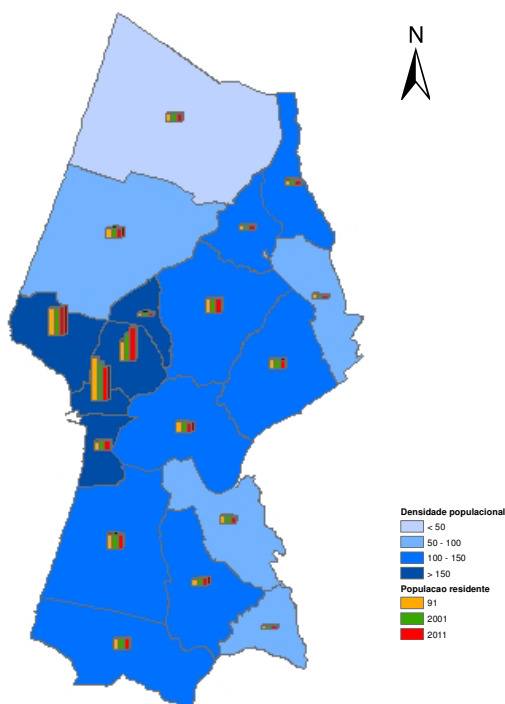 N
Densidade populacional
< 50
50 - 100
100 - 150
> 150
Populacao residente
91
2001
2011